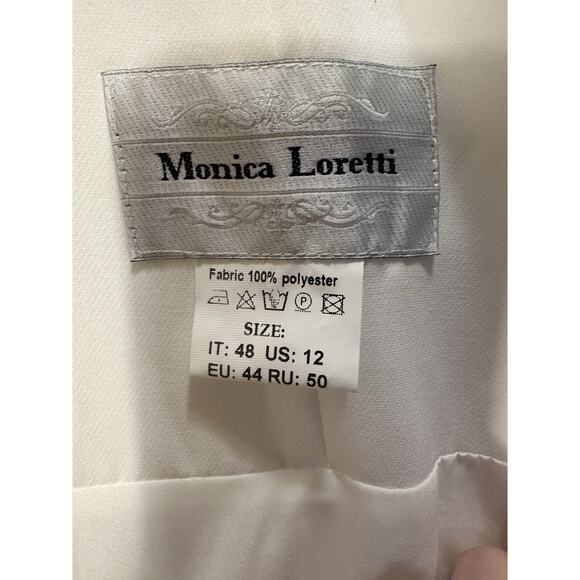 Monica Loretti
Fabric 100% polyester
P
SIZE:
IT: 48 US: 12
EU: 44 RU: 50